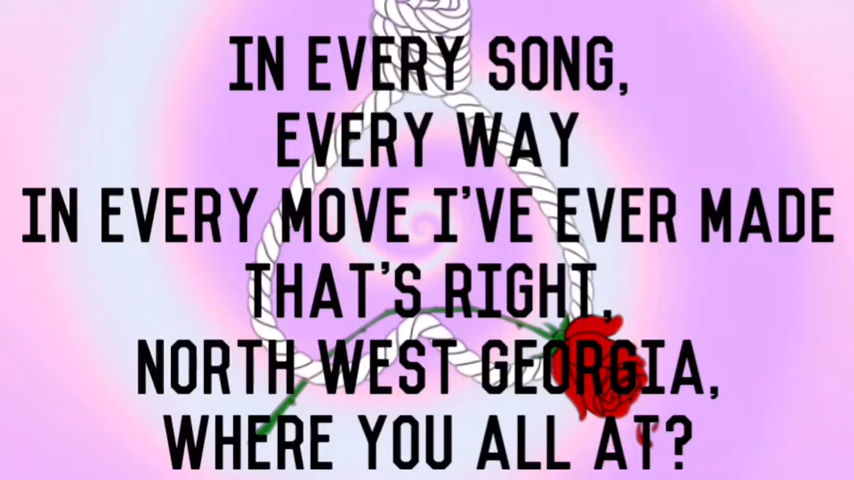 IN EVERY SONG,
EVERY WAY
IN EVERY MOVE I'VE EVER MADE
THAT'S RIGHT,
NORTH WEST GEORGIA,
WHERE YOU ALL AT?